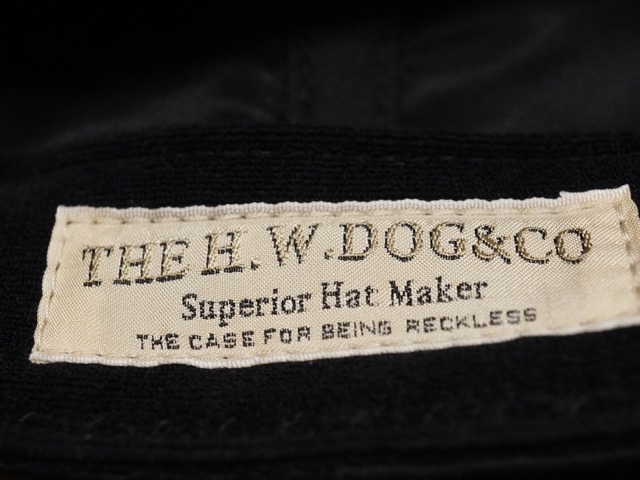 THE H.W.DOG&CO
Superior Hat Maker
THE CASE FOR BEING RECKLESS